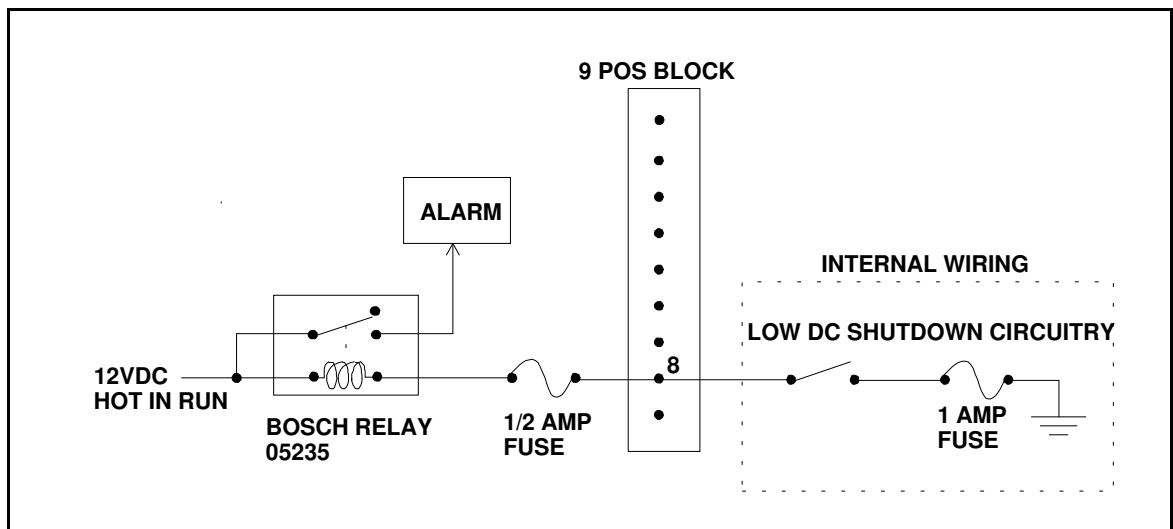 9 POS BLOCK
ALARM
INTERNAL WIRING
LOW DC SHUTDOWN CIRCUITRY
8
12VDC
HOT IN RUN
BOSCH RELAY
05235
1/2 AMP
FUSE
1 AMP
FUSE